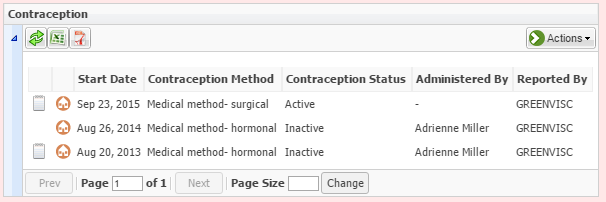 Contraception
Actions
Start Date Contraception Method Contraception Status Administered By Reported By
Sep 23, 2015 Medical method- surgical Active - GREENVISC
Aug 26, 2014 Medical method- hormonal Inactive Adrienne Miller GREENVISC
Aug 20, 2013 Medical method- hormonal Inactive Adrienne Miller GREENVISC
Prev Page 1 of 1 Next Page Size Change